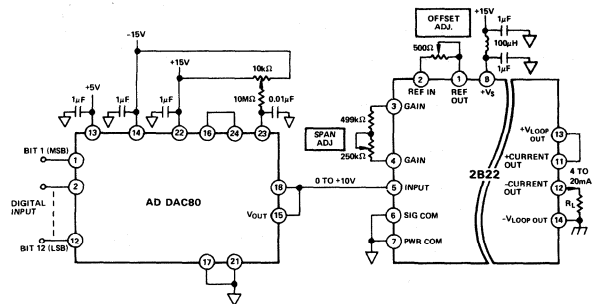 OFFSET
ADJ.
+15V
1μF
100μH
1μF
500Ω
-15V
+15V
10kΩ
+5V
1μF
1μF
1μF
10MΩ
0.01μF
13
14
22
16
24
23
2
1
8
REF IN
REF
OUT
+VS
3
GAIN
499kΩ
SPAN
ADJ
250kΩ
4
GAIN
BIT 1 (MSB)
1
2
DIGITAL
INPUT
BIT 12 (LSB)
12
AD DAC80
18
VOUT
15
17
21
0 TO +10V
5
INPUT
6
SIG COM
7
PWR COM
2B22
+VLOOP
OUT
13
+CURRENT
OUT
11
-CURRENT
OUT
12
4 TO
20mA
RL
-VLOOP OUT
14